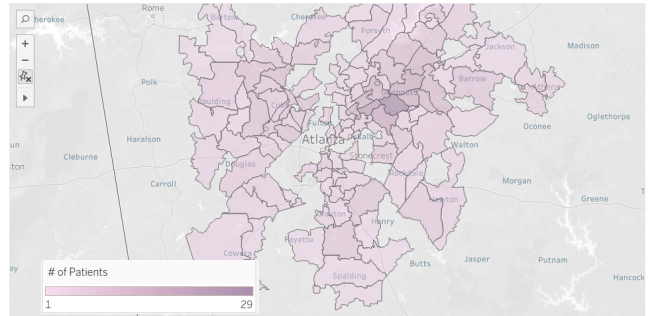 Rome
Cherokee
Bartow
Cherokee
Forsyth
Jackson
Madison
Polk
Paulding
Cobb
Gwinnett
Barrow
Athens
Fulton
Oglethorpe
Haralson
Atlanta
DeKalb
Oconee
Cleburne
Douglas
Stonecrest
Walton
ston
Rockdale
Carroll
Morgan
Newton
Greene
Clayton
Henry
Coweta
Fayette
Butts
Jasper
Putnam
Spalding
Hancock
# of Patients
1
29